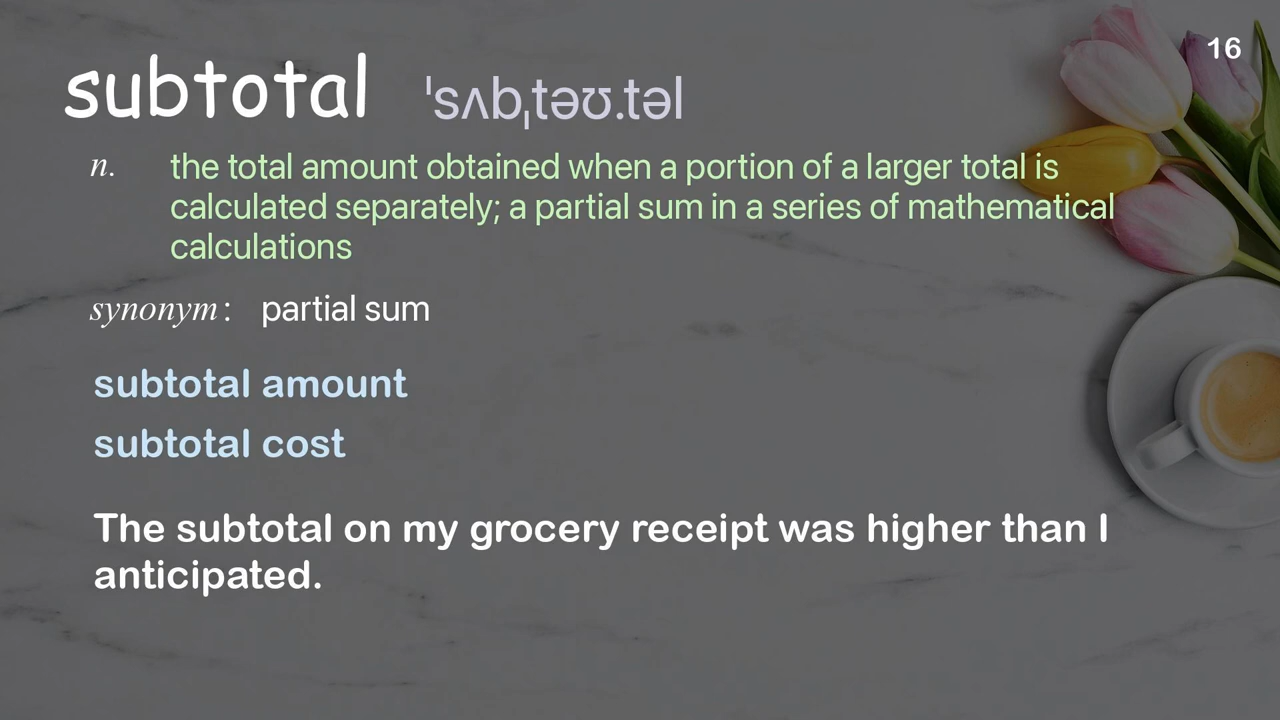 16
subtotal ˈsʌbˌtəʊ.təl
n. the total amount obtained when a portion of a larger total is
calculated separately; a partial sum in a series of mathematical
calculations
synonym: partial sum
subtotal amount
subtotal cost
The subtotal on my grocery receipt was higher than I
anticipated.